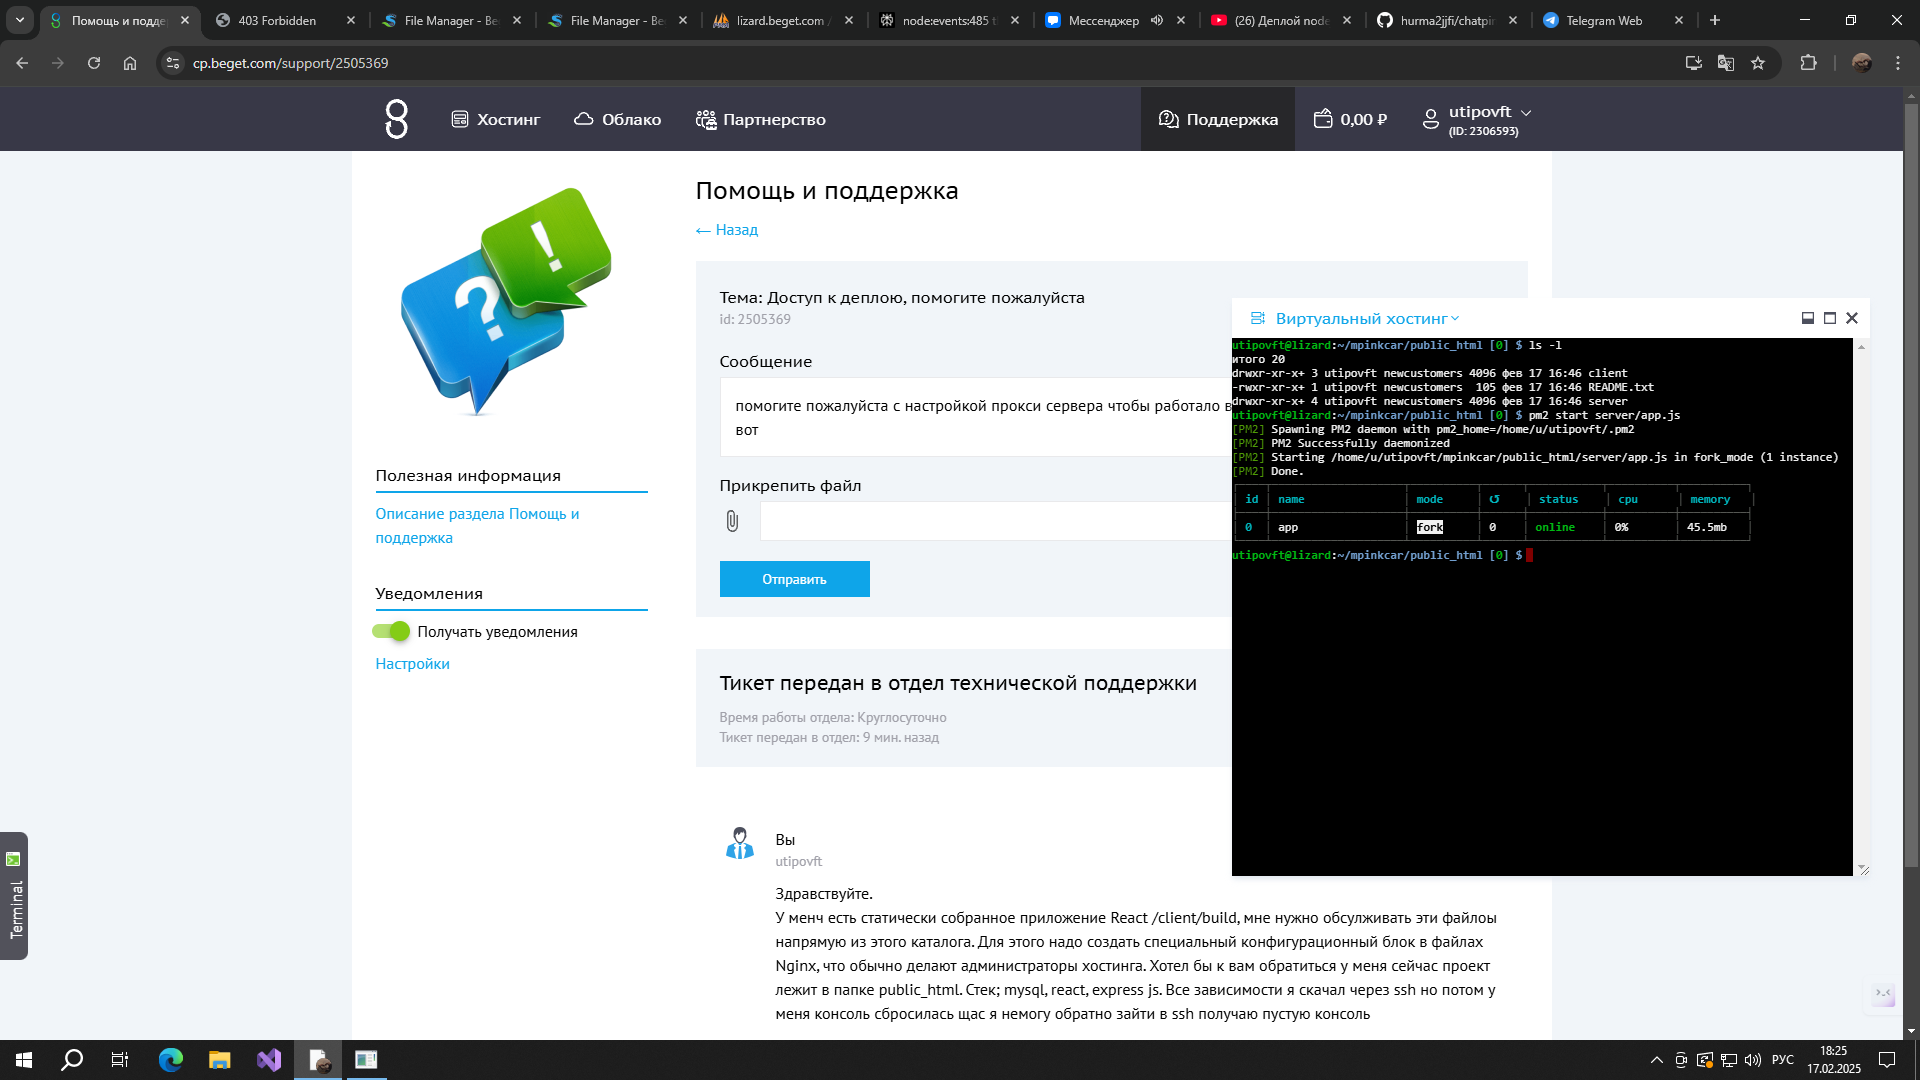 Помощь и поддер
403 Forbidden
File Manager - Be
File Manager - Be
lizard.beget.com /
node:events:485 t
Мессенджер
(26) Деплой node
hurma2jjfi/chatpin
Telegram Web
cp.beget.com/support/2505369
Хостинг
Облако
Партнерство
Поддержка
0,00 ₽
utipovft
(ID: 2306593)
Помощь и поддержка
← Назад
Тема: Доступ к деплою, помогите пожалуйста
id: 2505369
Сообщение
помогите пожалуйста с настройкой прокси сервера чтобы работало в
вот
Прикрепить файл
Отправить
Полезная информация
Описание раздела Помощь и
поддержка
Уведомления
Получать уведомления
Настройки
Тикет передан в отдел технической поддержки
Время работы отдела: Круглосуточно
Тикет передан в отдел: 9 мин. назад
Вы
utipovft
Здравствуйте.
У менч есть статически собранное приложение React /client/build, мне нужно обсулживать эти файлоы
напрямую из этого каталога. Для этого надо создать специальный конфигурационный блок в файлах
Nginx, что обычно делают администраторы хостинга. Хотел бы к вам обратиться у меня сейчас проект
лежит в папке public_html. Стек; mysql, react, express js. Все зависимости я скачал через ssh но потом у
меня консоль сбросилась щас я немогу обратно зайти в ssh получаю пустую консоль
Виртуальный хостинг
utipovft@lizard:~/mpinkcar/public_html [0] $ ls -l
итого 20
drwxr-xr-x+ 3 utipovft newcustomers 4096 фев 17 16:46 client
-rwxr-xr-x+ 1 utipovft newcustomers  105 фев 17 16:46 README.txt
drwxr-xr-x+ 4 utipovft newcustomers 4096 фев 17 16:46 server
utipovft@lizard:~/mpinkcar/public_html [0] $ pm2 start server/app.js
[PM2] Spawning PM2 daemon with pm2_home=/home/u/utipovft/.pm2
[PM2] PM2 Successfully daemonized
[PM2] Starting /home/u/utipovft/mpinkcar/public_html/server/app.js in fork_mode (1 instance)
[PM2] Done.
id name mode ↺ status cpu memory
0 app fork 0 online 0% 45.5mb
utipovft@lizard:~/mpinkcar/public_html [0] $
Terminal
РУС
18:25
17.02.2025